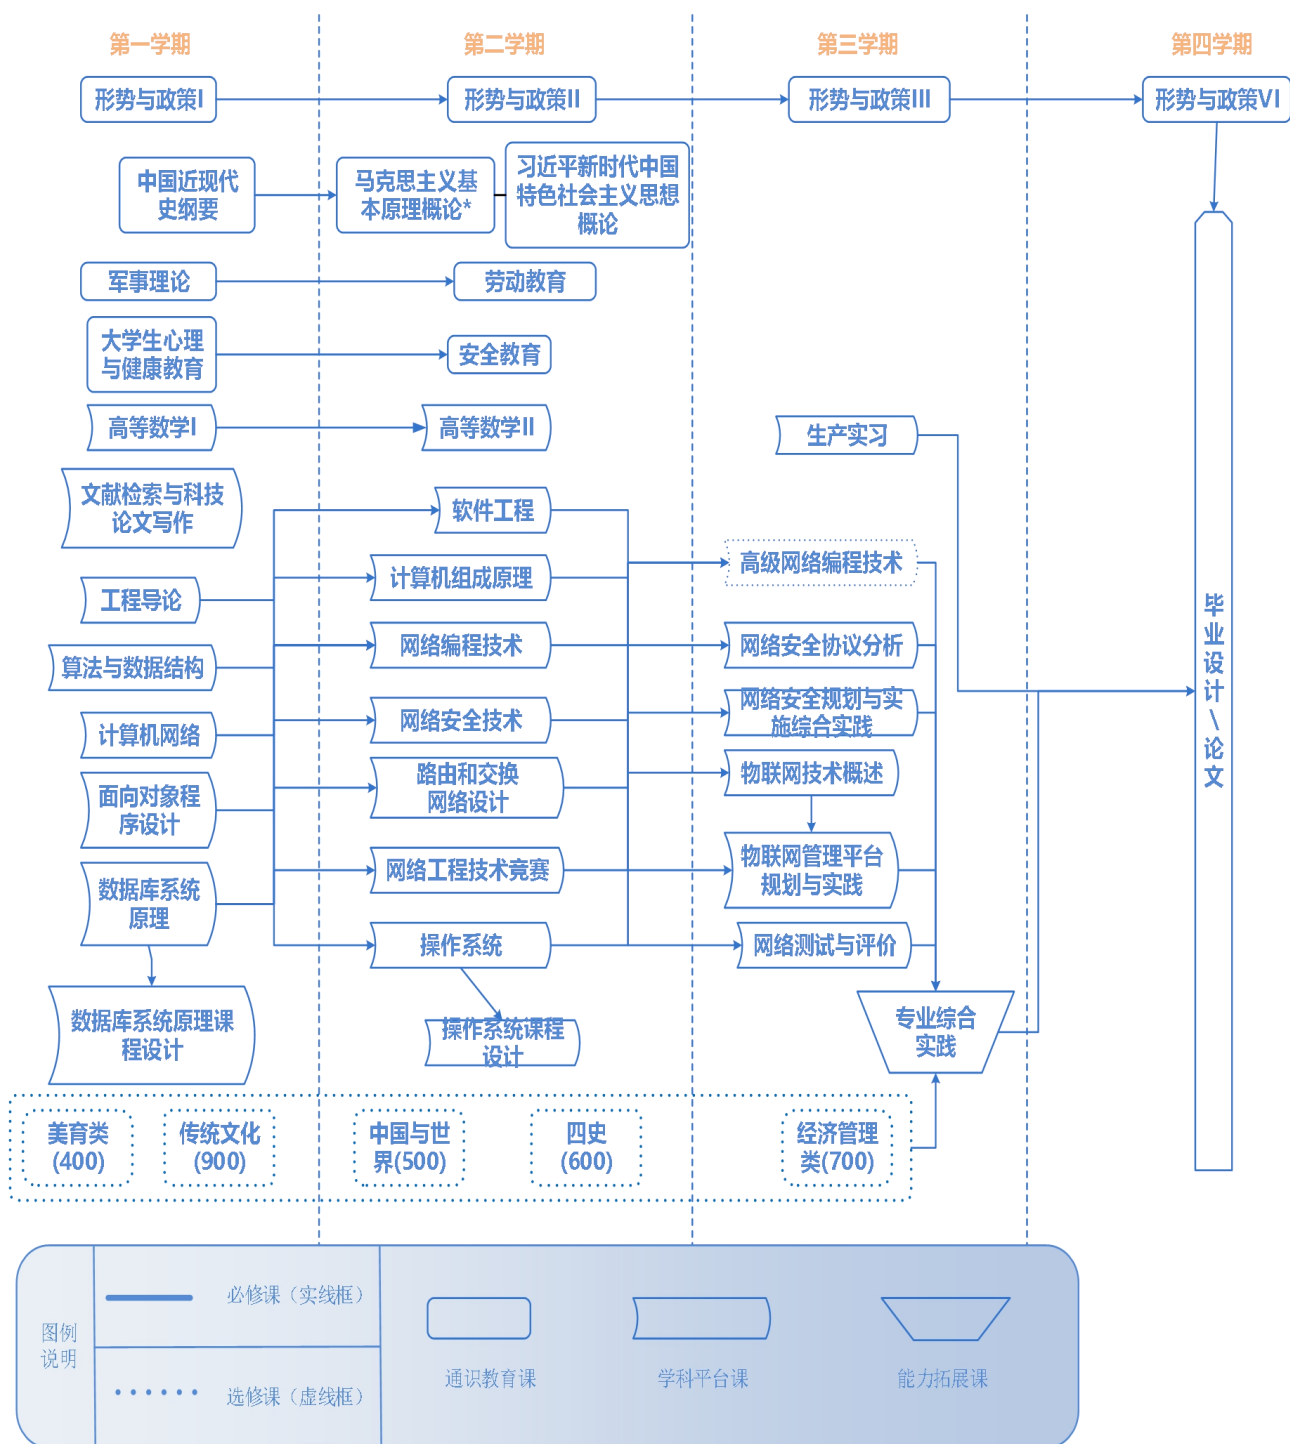 第一学期
第二学期
第三学期
第四学期
形势与政策I
形势与政策II
形势与政策III
形势与政策VI
中国近现代
史纲要
马克思主义基
本原理概论*
习近平新时代中国
特色社会主义思想
概论
军事理论
劳动教育
大学生心理
与健康教育
安全教育
高等数学I
高等数学II
生产实习
文献检索与科技
论文写作
软件工程
工程导论
计算机组成原理
高级网络编程技术
算法与数据结构
网络编程技术
网络安全协议分析
计算机网络
网络安全技术
网络安全规划与实
施综合实践
面向对象程
序设计
路由和交换
网络设计
物联网技术概述
数据库系统
原理
网络工程技术竞赛
物联网管理平台
规划与实践
操作系统
网络测试与评价
数据库系统原理课
程设计
操作系统课程
设计
专业综合
实践
毕
业
设
计
\
论
文
美育类
(400)
传统文化
(900)
中国与世
界(500)
四史
(600)
经济管理
类(700)
图例
说明
必修课（实线框）
选修课（虚线框）
通识教育课
学科平台课
能力拓展课